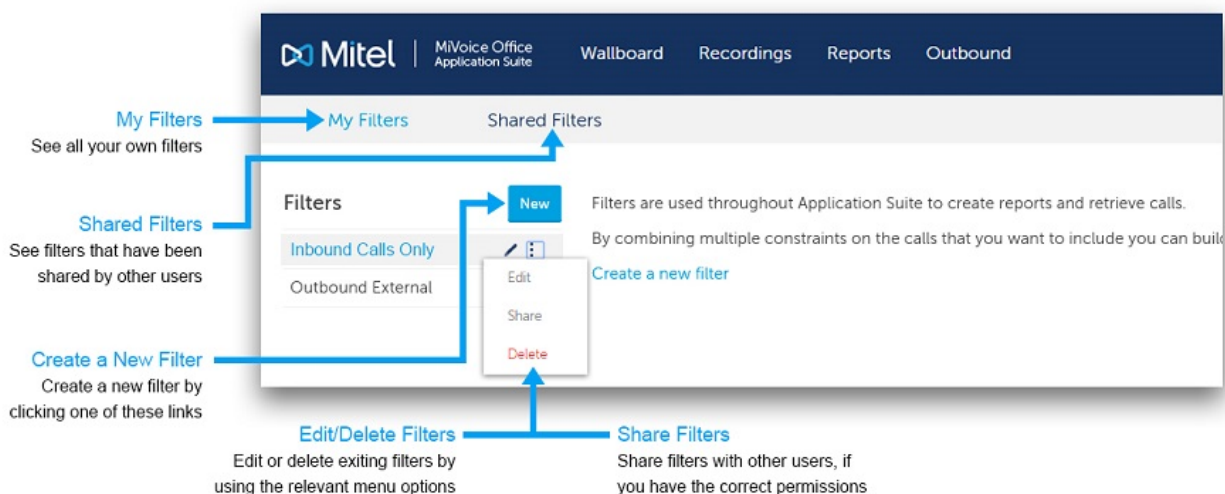 Mitel
MiVoice Office
Application Suite
Wallboard
Recordings
Reports
Outbound
My Filters
See all your own filters
My Filters
Shared Filters
Shared Filters
See filters that have been
shared by other users
Filters
New
Inbound Calls Only
Outbound External
Edit
Share
Delete
Filters are used throughout Application Suite to create reports and retrieve calls.
By combining multiple constraints on the calls that you want to include you can buil
Create a new filter
Create a New Filter
Create a new filter by
clicking one of these links
Edit/Delete Filters
Edit or delete exiting filters by
using the relevant menu options
Share Filters
Share filters with other users, if
you have the correct permissions